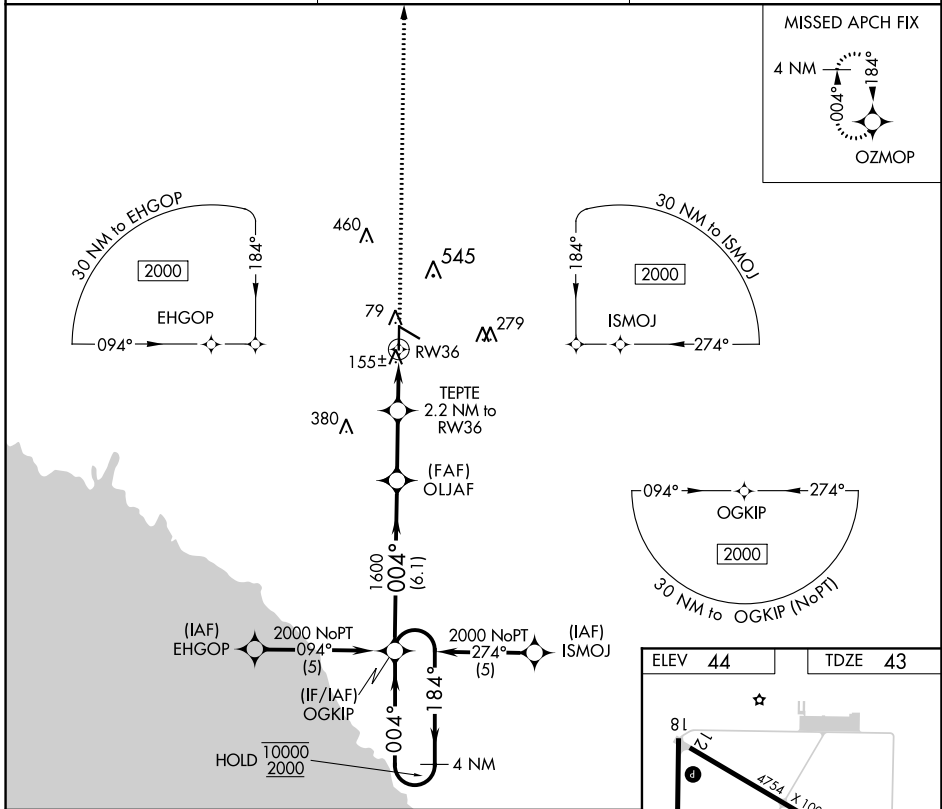 MISSED APCH FIX
4 NM
184°
004°
OZMOP
30 NM to EHGOP
2000
184°
EHGOP
094°
460
545
79
279
155±
RW36
30 NM to ISMOJ
184°
2000
ISMOJ
274°
TEPTE
2.2 NM to
RW36
380
(FAF)
OLJAF
094°
274°
OGKIP
2000
30 NM to OGKIP (NoPT)
1600
004°
(6.1)
(IAF)
EHGOP
2000 NoPT
094°
(5)
2000 NoPT
274°
(5)
(IAF)
ISMOJ
(IF/IAF)
OGKIP
004°
184°
HOLD 10000
2000
4 NM
ELEV 44
TDZE 43
18
12
P
4754 X 100